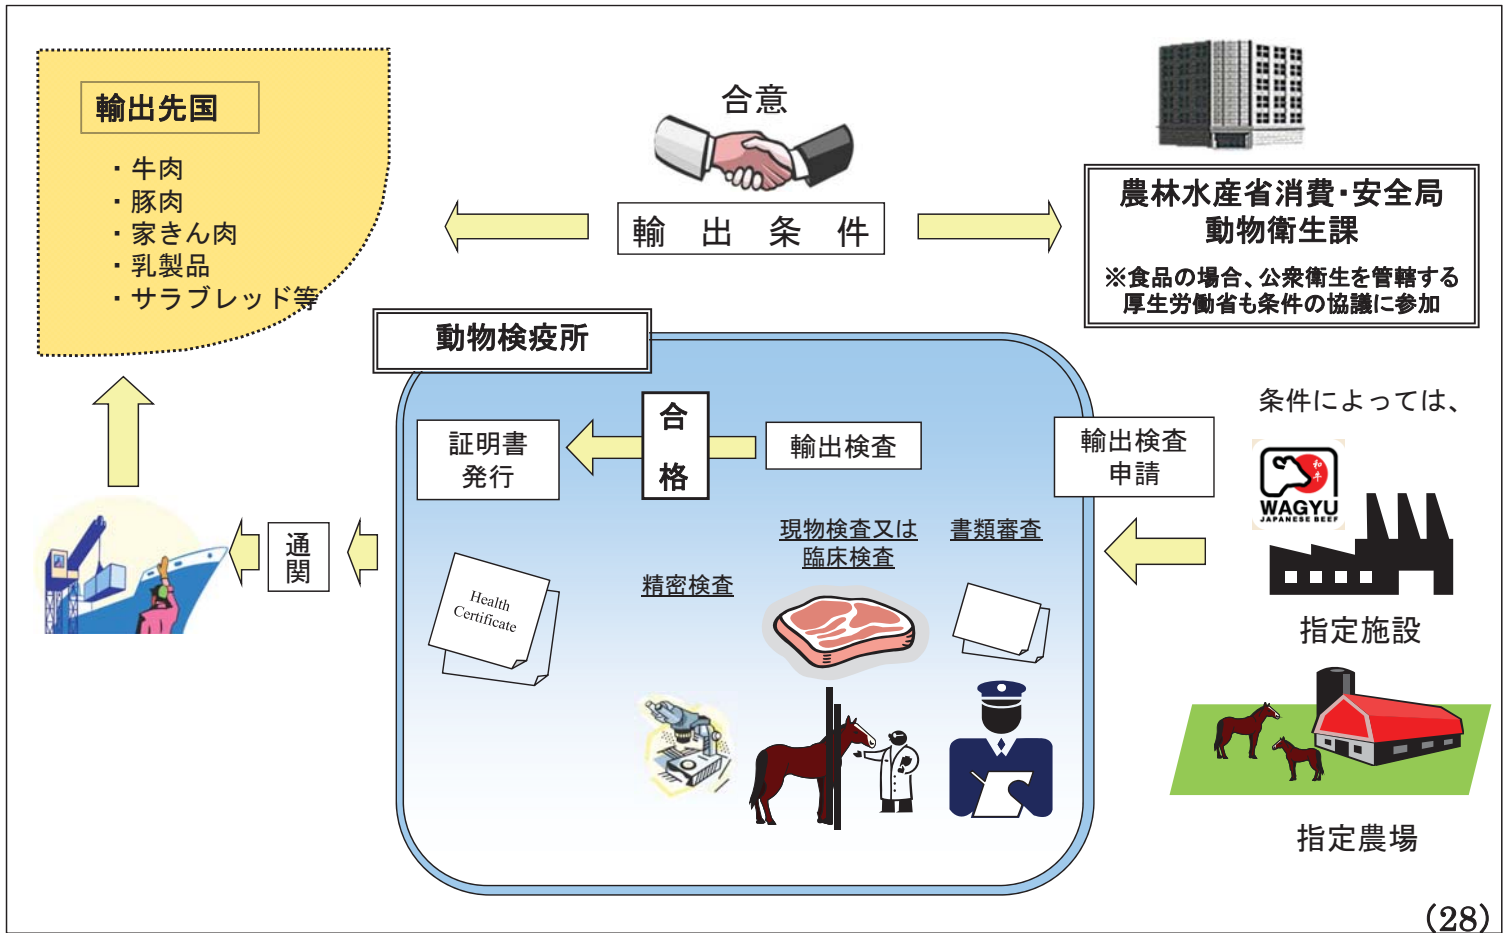 輸出先国
・牛肉
・豚肉
・家きん肉
・乳製品
・サラブレッド等
合意
輸出条件
農林水産省消費・安全局
動物衛生課
※食品の場合、公衆衛生を管轄する
厚生労働省も条件の協議に参加
動物検疫所
証明書
発行
合格
輸出検査
輸出検査
申請
条件によっては、
和牛
WAGYU
JAPANESE BEEF
指定施設
指定農場
現物検査又は
臨床検査
書類審査
精密検査
Health
Certificate
通関
(28)